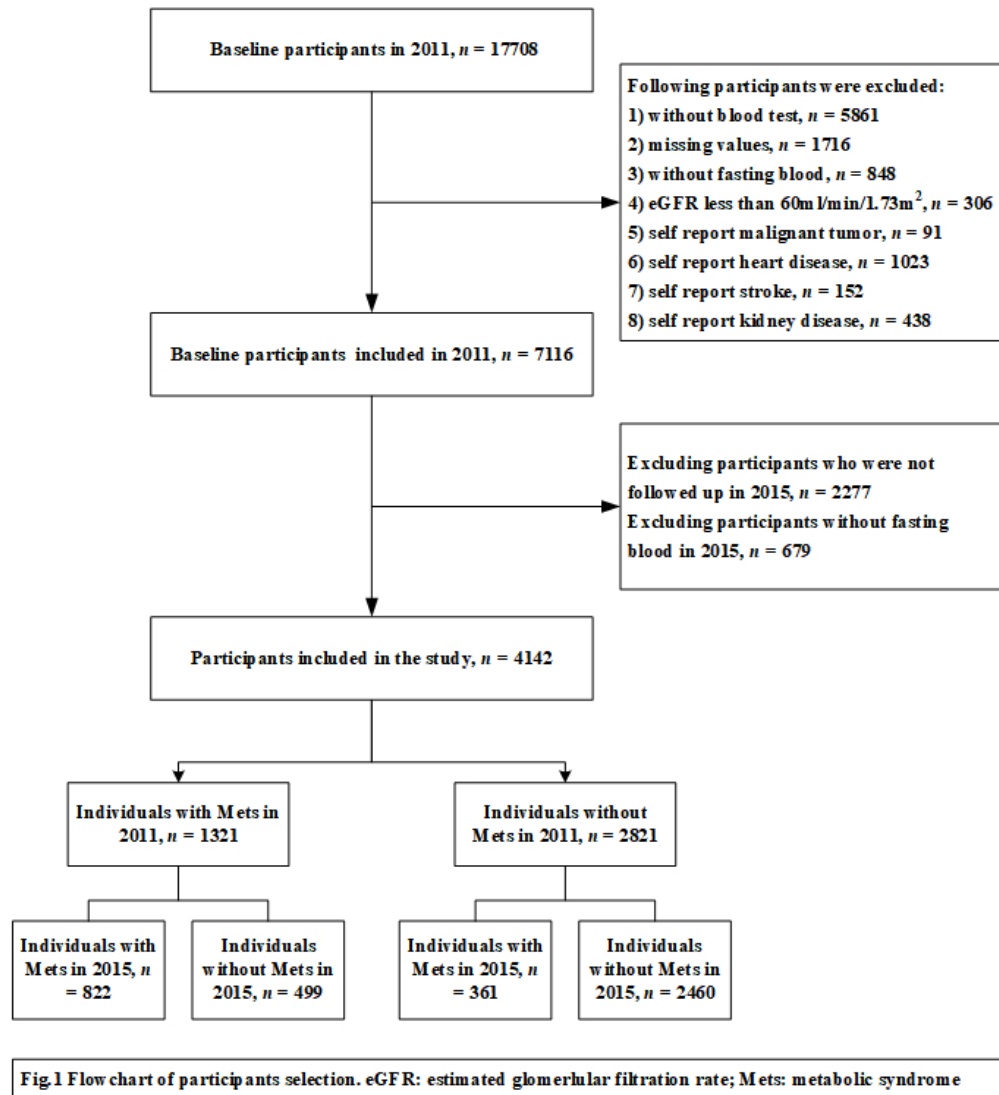 Baseline participants in 2011, n = 17708
Following participants were excluded:
1) without blood test, n = 5861
2) missing values, n = 1716
3) without fasting blood, n = 848
4) eGFR less than 60ml/min/1.73m², n = 306
5) self report malignant tumor, n = 91
6) self report heart disease, n = 1023
7) self report stroke, n = 152
8) self report kidney disease, n = 438
Baseline participants included in 2011, n = 7116
Excluding participants who were not
followed up in 2015, n = 2277
Excluding participants without fasting
blood in 2015, n = 679
Participants included in the study, n = 4142
Individuals with Mets in
2011, n = 1321
Individuals without
Mets in 2011, n = 2821
Individuals with
Mets in 2015, n
= 822
Individuals
without Mets in
2015, n = 499
Individuals with
Mets in 2015, n
= 361
Individuals
without Mets in
2015, n = 2460
Fig.1 Flowchart of participants selection. eGFR: estimated glomerlular filtration rate; Mets: metabolic syndrome